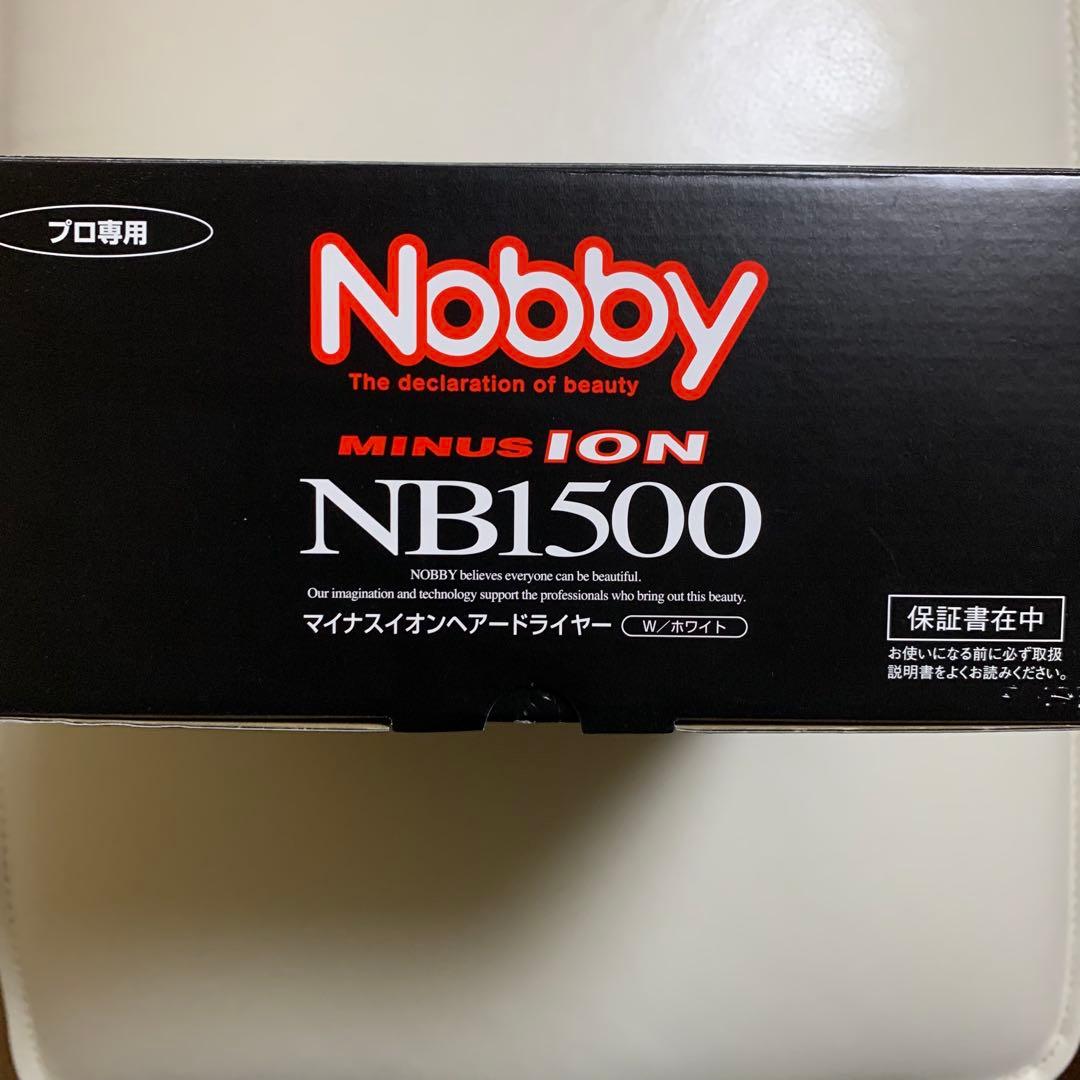 プロ専用
Nobby
The declaration of beauty
MINUS ION
NB1500
NOBBY believes everyone can be beautiful.
Our imagination and technology support the professionals who bring out this beauty.
マイナスイオンヘアードライヤー W/ホワイト
保証書在中
お使いになる前に必ず取扱
説明書をよくお読みください。